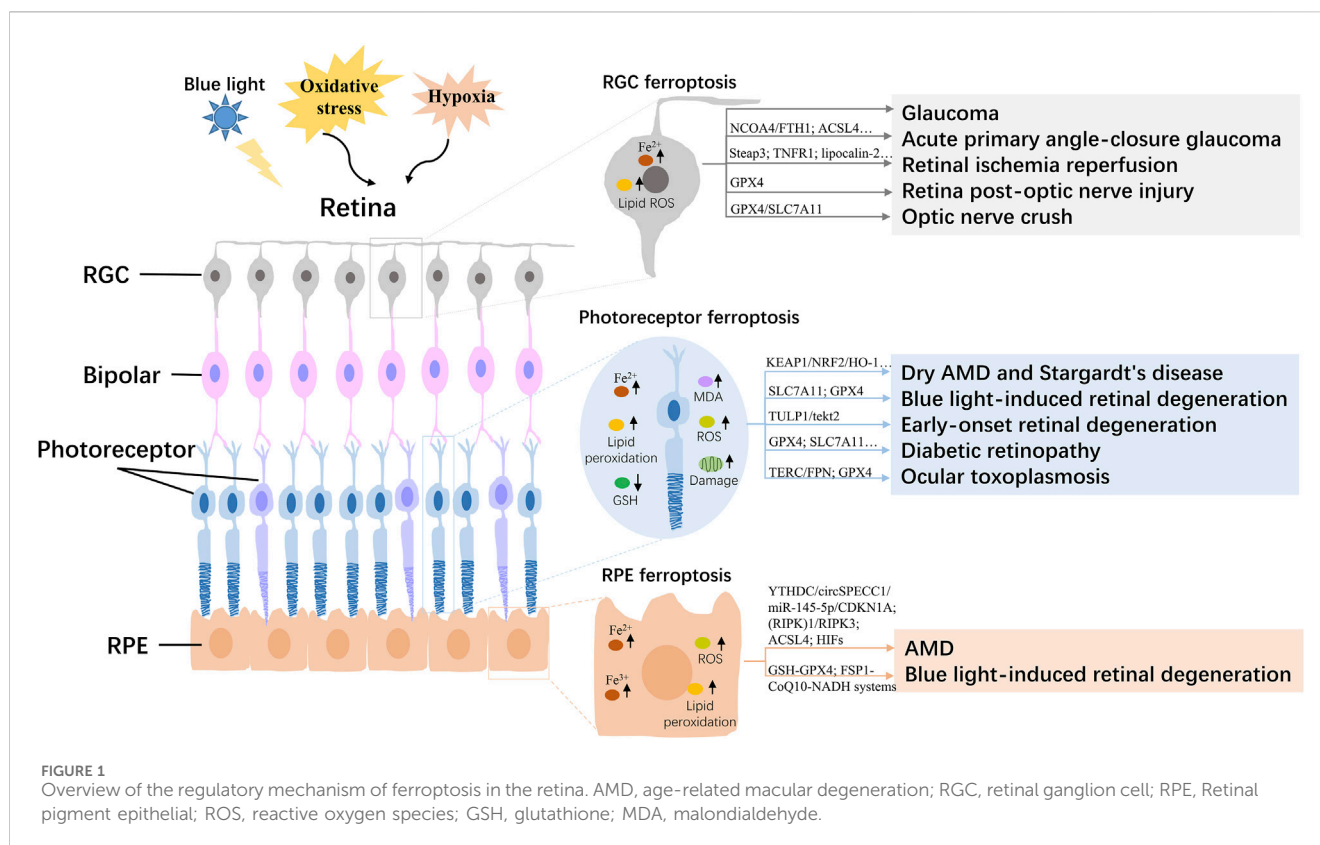 Blue light
Oxidative
stress
Hypoxia
Retina
RGC
Bipolar
Photoreceptor
RPE
RGC ferroptosis
Fe²⁺
Lipid ROS
NCOA4/FTH1; ACSL4…
Steap3; TNFR1; lipocalin-2…
GPX4
GPX4/SLC7A11
Glaucoma
Acute primary angle-closure glaucoma
Retinal ischemia reperfusion
Retina post-optic nerve injury
Optic nerve crush
Photoreceptor ferroptosis
Fe²⁺
Lipid
peroxidation
GSH
MDA
ROS
Damage
KEAP1/NRF2/HO-1…
SLC7A11; GPX4
TULP1/tekt2
GPX4; SLC7A11…
TERC/FPN; GPX4
Dry AMD and Stargardt's disease
Blue light-induced retinal degeneration
Early-onset retinal degeneration
Diabetic retinopathy
Ocular toxoplasmosis
RPE ferroptosis
Fe²⁺
Fe³⁺
ROS
Lipid
peroxidation
YTHDC/circSPECC1/
miR-145-5p/CDKN1A;
(RIPK)1/RIPK3;
ACSL4; HIFs
GSH-GPX4; FSP1-
CoQ10-NADH systems
AMD
Blue light-induced retinal degeneration
FIGURE 1
Overview of the regulatory mechanism of ferroptosis in the retina. AMD, age-related macular degeneration; RGC, retinal ganglion cell; RPE, Retinal
pigment epithelial; ROS, reactive oxygen species; GSH, glutathione; MDA, malondialdehyde.